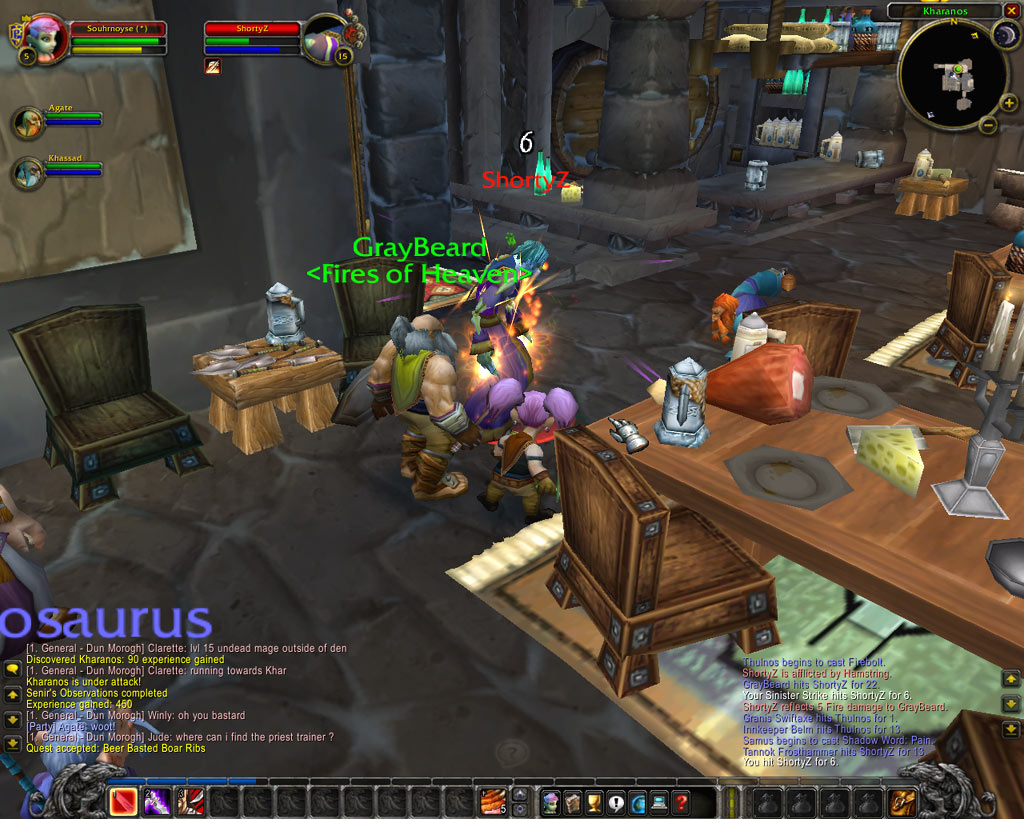 Souhrnoyse (*)
5
ShortyZ
15
Kharanos
N
Agate
Khassad
6
ShortyZ
GrayBeard
<Fires of Heaven>
osaurus
[1. General - Dun Morogh] Clarette: lvl 15 undead mage outside of den
Discovered Kharanos: 90 experience gained
[1. General - Dun Morogh] Clarette: running towards Khar
Kharanos is under attack!
Senir's Observations completed
Experience gained: 450
[1. General - Dun Morogh] Winly: oh you bastard
[Party] Agate: woot!
[1. General - Dun Morogh] Jude: where can i find the priest trainer ?
Quest accepted: Beer Basted Boar Ribs
Thulnos begins to cast Firebolt.
ShortyZ is afflicted by Hamstring.
GrayBeard hits ShortyZ for 22.
Your Sinister Strike hits ShortyZ for 6.
ShortyZ reflects 5 Fire damage to GrayBeard.
Granis Swiftaxe hits Thulnos for 1.
Innkeeper Belm hits Thulnos for 13.
Samus begins to cast Shadow Word: Pain.
Tannok Frosthammer hits ShortyZ for 13.
You hit ShortyZ for 6.
2
3
5